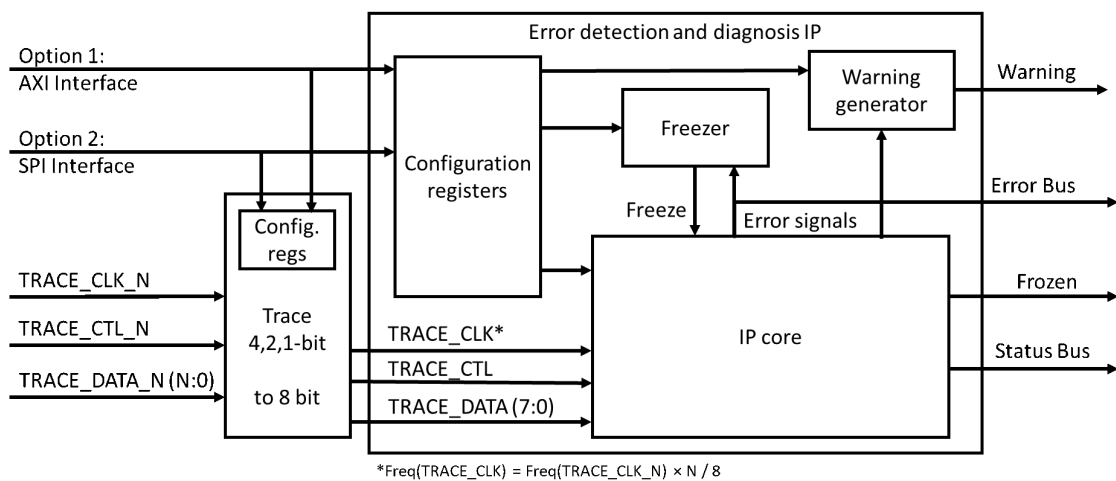 Error detection and diagnosis IP
Option 1:
AXI Interface
Option 2:
SPI Interface
Configuration
registers
Freezer
Warning
generator
Warning
Error Bus
Freeze
Error signals
Config.
regs
TRACE_CLK_N
TRACE_CTL_N
TRACE_DATA_N (N:0)
Trace
4,2,1-bit
to 8 bit
TRACE_CLK*
TRACE_CTL
TRACE_DATA (7:0)
IP core
Frozen
Status Bus
*Freq(TRACE_CLK) = Freq(TRACE_CLK_N) × N / 8